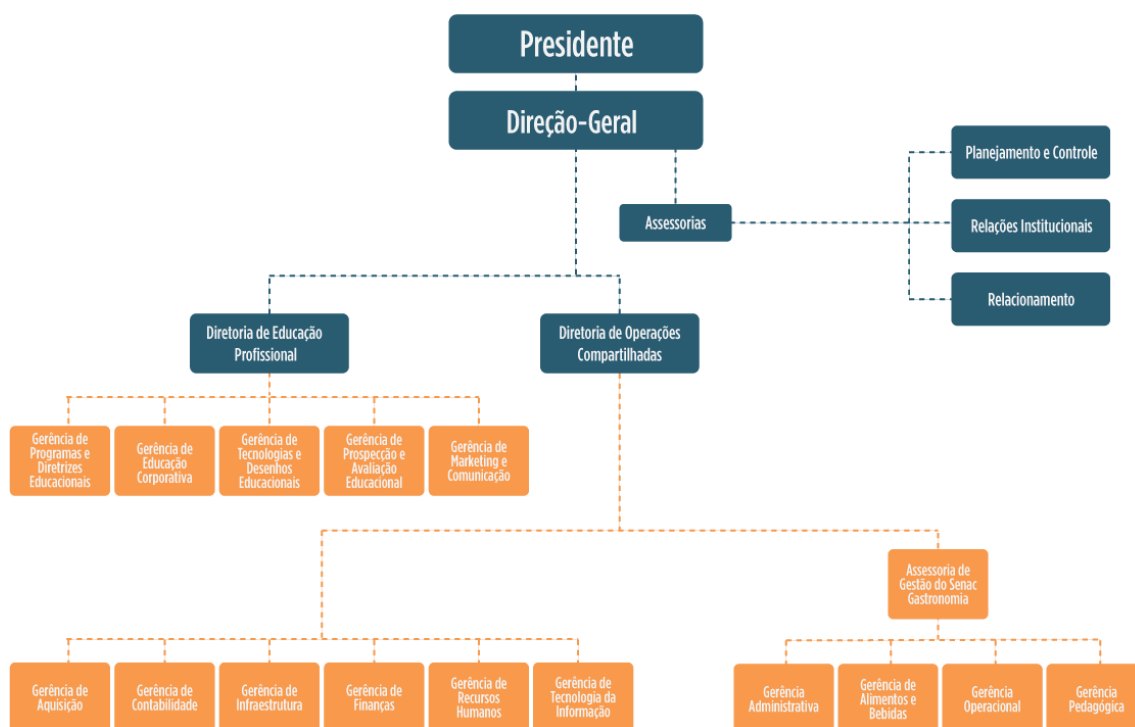 Presidente
Direção-Geral
Planejamento e Controle
Assessorias
Relações Institucionais
Relacionamento
Diretoria de Educação
Profissional
Diretoria de Operações
Compartilhadas
Gerência de
Programas e
Diretrizes
Educacionais
Gerência de
Educação
Corporativa
Gerência de
Tecnologias e
Desenhos
Educacionais
Gerência de
Prospecção e
Avaliação
Educacional
Gerência de
Marketing e
Comunicação
Assessoria de
Gestão do Senac
Gastronomia
Gerência de
Aquisição
Gerência de
Contabilidade
Gerência de
Infraestrutura
Gerência de
Finanças
Gerência de
Recursos
Humanos
Gerência de
Tecnologia da
Informação
Gerência
Administrativa
Gerência de
Alimentos e
Bebidas
Gerência
Operacional
Gerência
Pedagógica